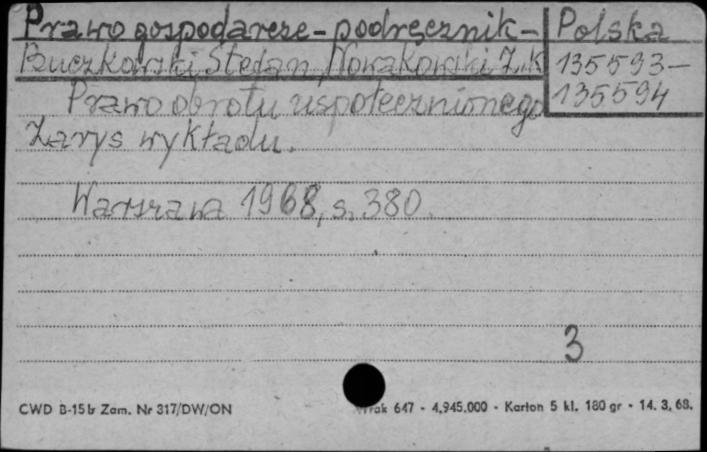 Prawo gospodarcze - podręcznik - Polska
Buczkowski Stefan, Nowakowski Z.K
135593-
135594
Prawo obrotu uspołecznionego
Zarys wykładu.
Warszawa 1968, s. 380.
3
CWD B-15b Zam. Nr 317/DW/ON
647 - 4.945.000 - Karton 5 kl. 180 gr - 14. 3. 68.